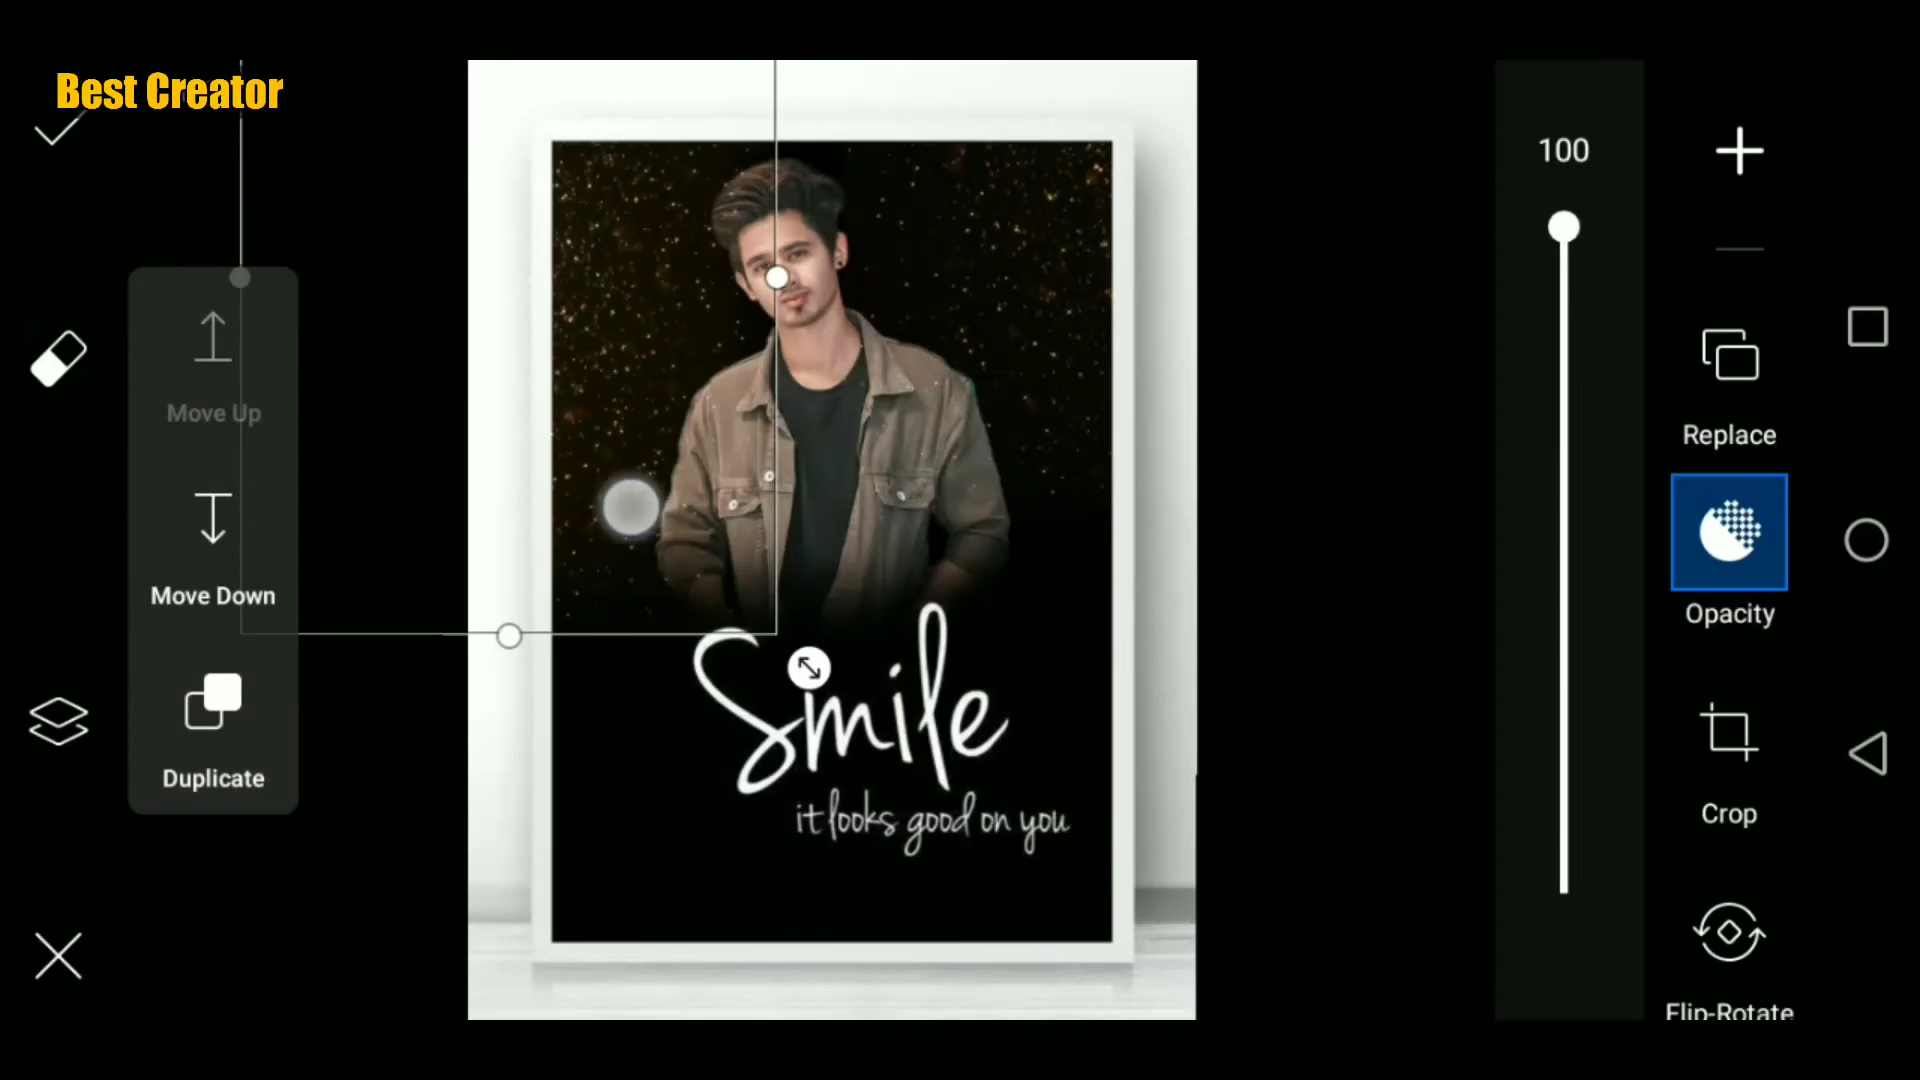 Best Creator
Move Up
Move Down
Duplicate
Smile
it looks good on you
100
Replace
Opacity
Crop
Flip-Rotate